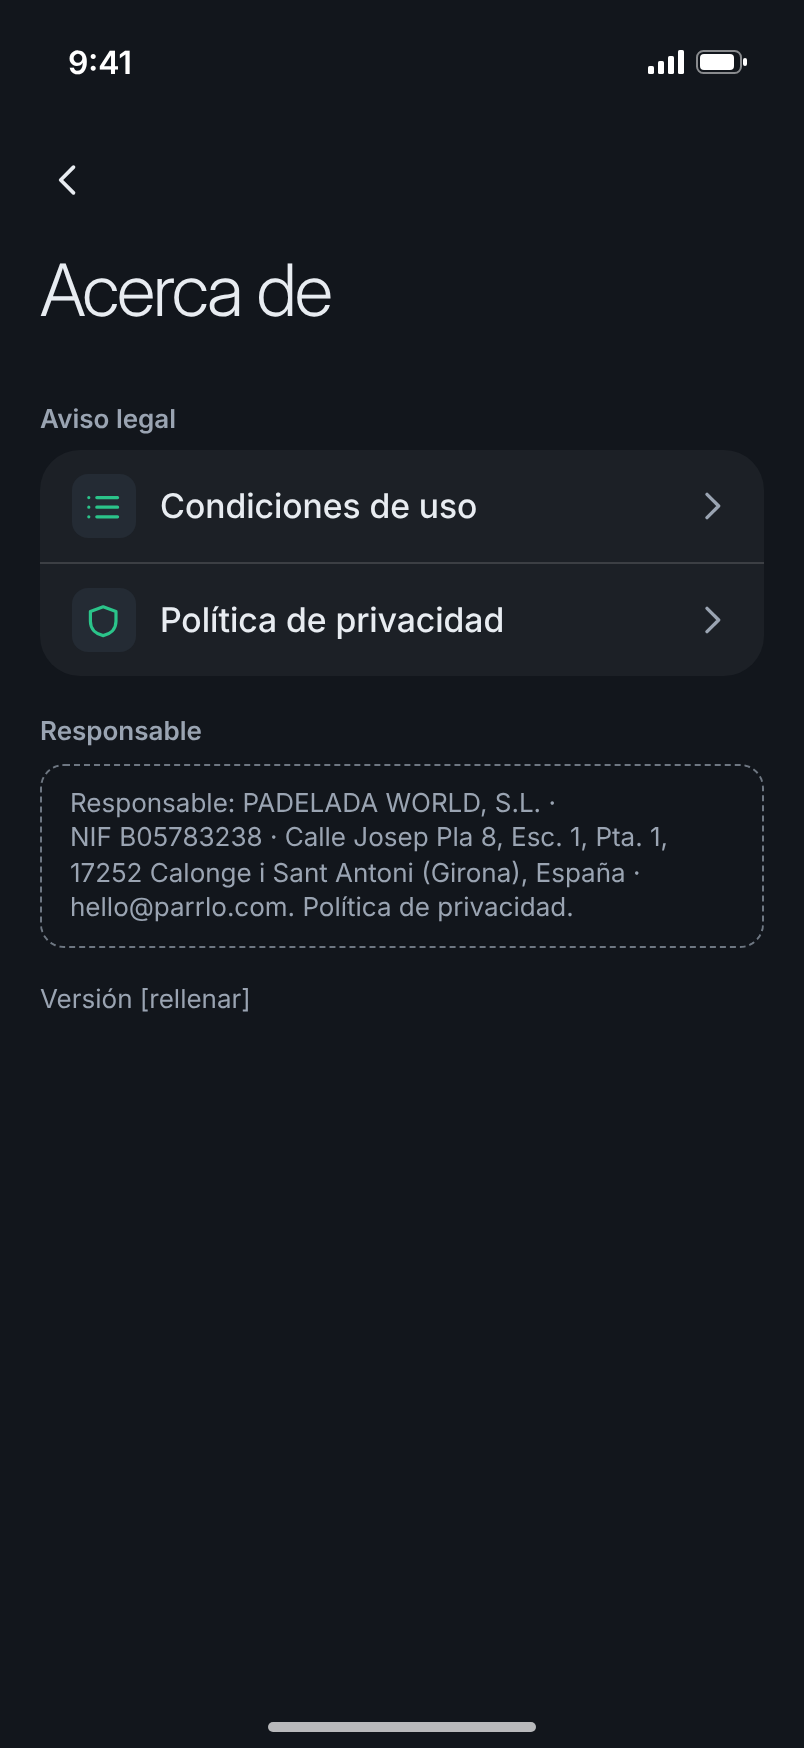 9:41
Acerca de
Aviso legal
Condiciones de uso
Política de privacidad
Responsable
Responsable: PADELADA WORLD, S.L. ·
NIF B05783238 · Calle Josep Pla 8, Esc. 1, Pta. 1,
17252 Calonge i Sant Antoni (Girona), España ·
hello@parrlo.com. Política de privacidad.
Versión [rellenar]